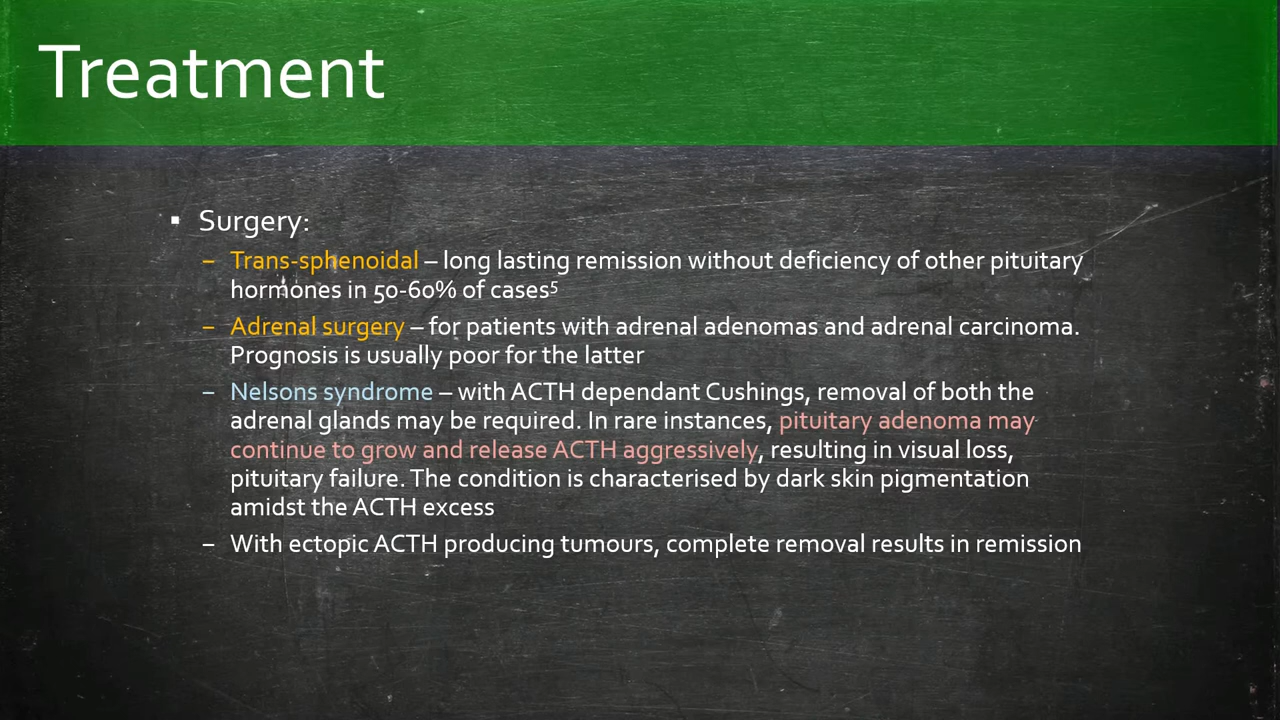 Treatment
▪ Surgery:
– Trans-sphenoidal – long lasting remission without deficiency of other pituitary
hormones in 50-60% of cases⁵
– Adrenal surgery – for patients with adrenal adenomas and adrenal carcinoma.
Prognosis is usually poor for the latter
– Nelsons syndrome – with ACTH dependant Cushings, removal of both the
adrenal glands may be required. In rare instances, pituitary adenoma may
continue to grow and release ACTH aggressively, resulting in visual loss,
pituitary failure. The condition is characterised by dark skin pigmentation
amidst the ACTH excess
– With ectopic ACTH producing tumours, complete removal results in remission